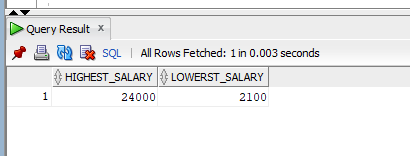 Query Result x
SQL | All Rows Fetched: 1 in 0.003 seconds
HIGHEST_SALARY LOWERST_SALARY
1 24000 2100